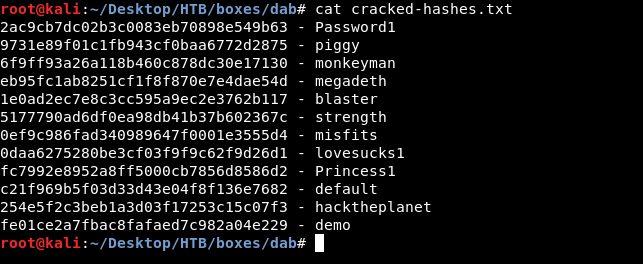 root@kali:~/Desktop/HTB/boxes/dab# cat cracked-hashes.txt
2ac9cb7dc02b3c0083eb70898e549b63 - Password1
9731e89f01c1fb943cf0baa6772d2875 - piggy
6f9ff93a26a118b460c878dc30e17130 - monkeyman
eb95fc1ab8251cf1f8f870e7e4dae54d - megadeth
1e0ad2ec7e8c3cc595a9ec2e3762b117 - blaster
5177790ad6df0ea98db41b37b602367c - strength
0ef9c986fad340989647f0001e3555d4 - misfits
0daa6275280be3cf03f9f9c62f9d26d1 - lovesucks1
fc7992e8952a8ff5000cb7856d8586d2 - Princess1
c21f969b5f03d33d43e04f8f136e7682 - default
254e5f2c3beb1a3d03f17253c15c07f3 - hacktheplanet
fe01ce2a7fbac8fafaed7c982a04e229 - demo
root@kali:~/Desktop/HTB/boxes/dab#